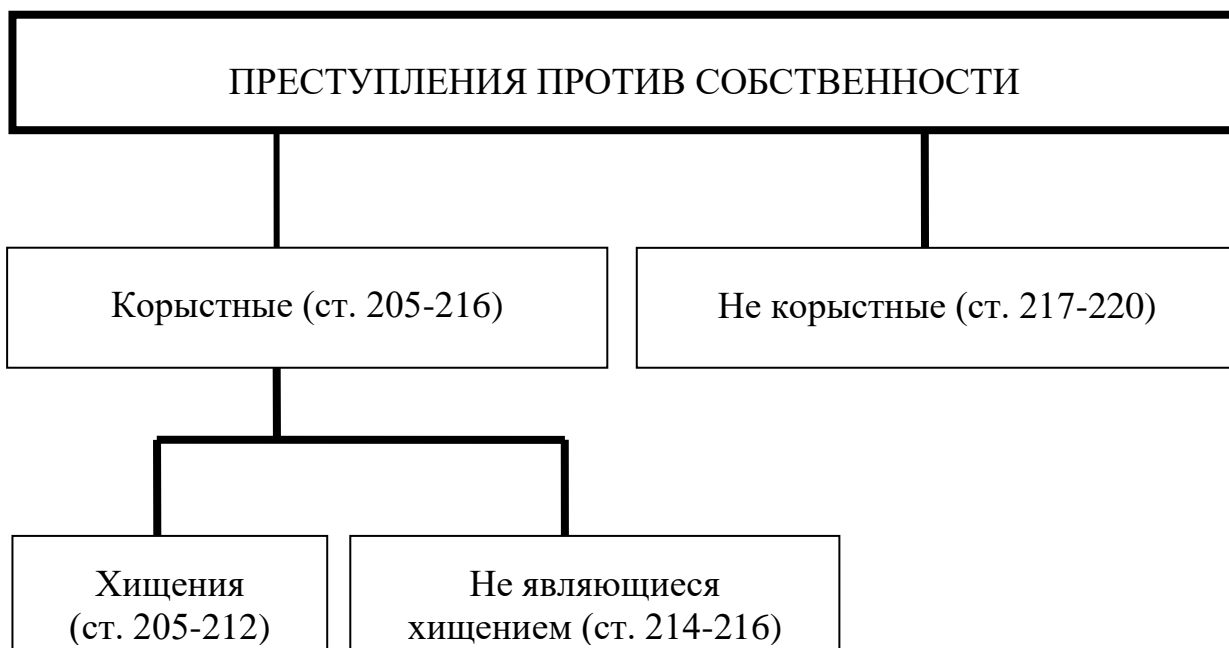 ПРЕСТУПЛЕНИЯ ПРОТИВ СОБСТВЕННОСТИ
Корыстные (ст. 205-216)
Не корыстные (ст. 217-220)
Хищения
(ст. 205-212)
Не являющиеся
хищением (ст. 214-216)